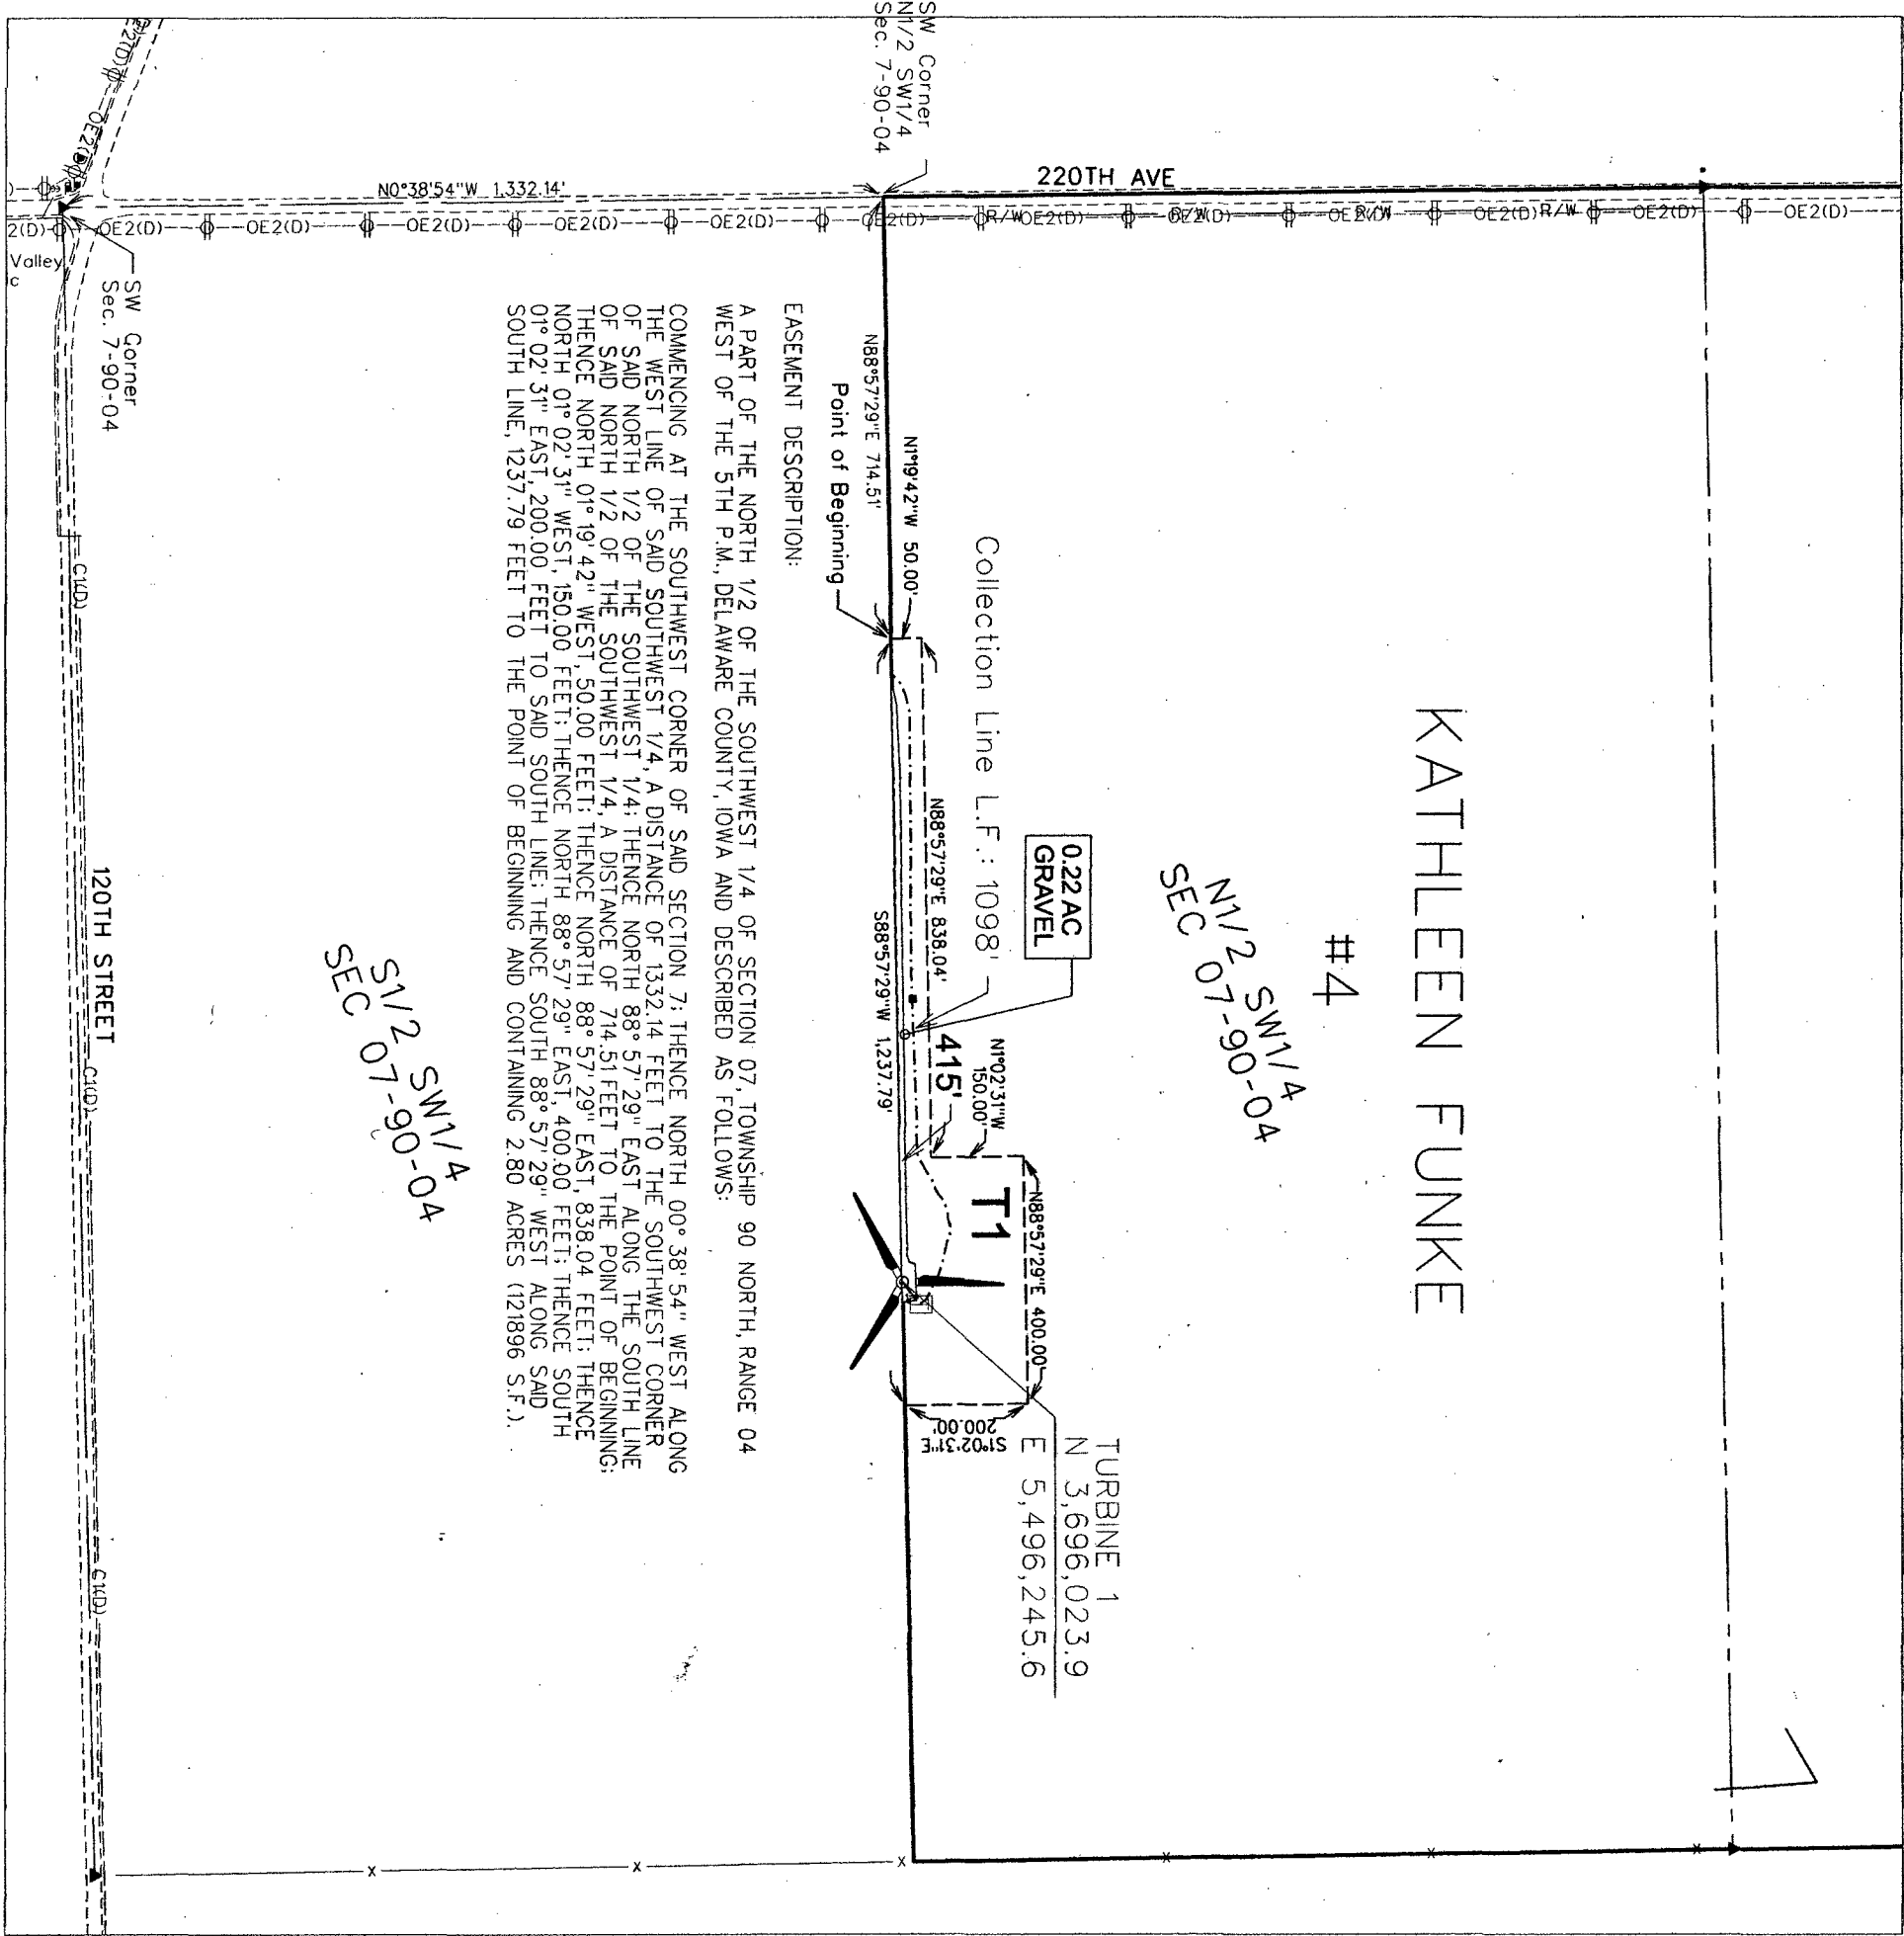 KATHLEEN FUNKE
#4
N1/2 SW1/4
SEC 07-90-04
TURBINE 1
N 3,696,023.9
E 5,496,245.6
0.22 AC
GRAVEL
Collection Line L.F.: 1098'
T1
415'
N88°57'29"E 400.00'
S1°02'31"E
200.00'
N1°02'31"W
150.00'
N88°57'29"E 838.04'
N1°19'42"W 50.00'
N88°57'29"E 714.51'
S88°57'29"W 1,237.79'
Point of Beginning
SW Corner
N1/2 SW1/4
Sec. 7-90-04
220TH AVE
N0°38'54"W 1,332.14'
R/W
OE2(D)
OE2(D)
R/W
OE2(D)
OE2(D)
OE2(D)
OE2(D)
OE2(D)
OE2(D)
OE2(D)
EASEMENT DESCRIPTION:
A PART OF THE NORTH 1/2 OF THE SOUTHWEST 1/4 OF SECTION 07, TOWNSHIP 90 NORTH, RANGE 04
WEST OF THE 5TH P.M., DELAWARE COUNTY, IOWA AND DESCRIBED AS FOLLOWS:
COMMENCING AT THE SOUTHWEST CORNER OF SAID SECTION 7; THENCE NORTH 00° 38' 54" WEST ALONG
THE WEST LINE OF SAID SOUTHWEST 1/4, A DISTANCE OF 1332.14 FEET TO THE SOUTHWEST CORNER
OF SAID NORTH 1/2 OF THE SOUTHWEST 1/4; THENCE NORTH 88° 57' 29" EAST ALONG THE SOUTH LINE
OF SAID NORTH 1/2 OF THE SOUTHWEST 1/4, A DISTANCE OF 714.51 FEET TO THE POINT OF BEGINNING;
THENCE NORTH 01° 19' 42" WEST, 50.00 FEET; THENCE NORTH 88° 57' 29" EAST, 838.04 FEET; THENCE
NORTH 01° 02' 31" WEST, 150.00 FEET; THENCE NORTH 88° 57' 29" EAST, 400.00 FEET; THENCE SOUTH
01° 02' 31" EAST, 200.00 FEET TO SAID SOUTH LINE; THENCE SOUTH 88° 57' 29" WEST ALONG SAID
SOUTH LINE, 1237.79 FEET TO THE POINT OF BEGINNING AND CONTAINING 2.80 ACRES (121896 S.F.).
S1/2 SW1/4
SEC 07-90-04
SW Corner
Sec. 7-90-04
Valley
120TH STREET
C1(D)
C1(D)
C1(D)